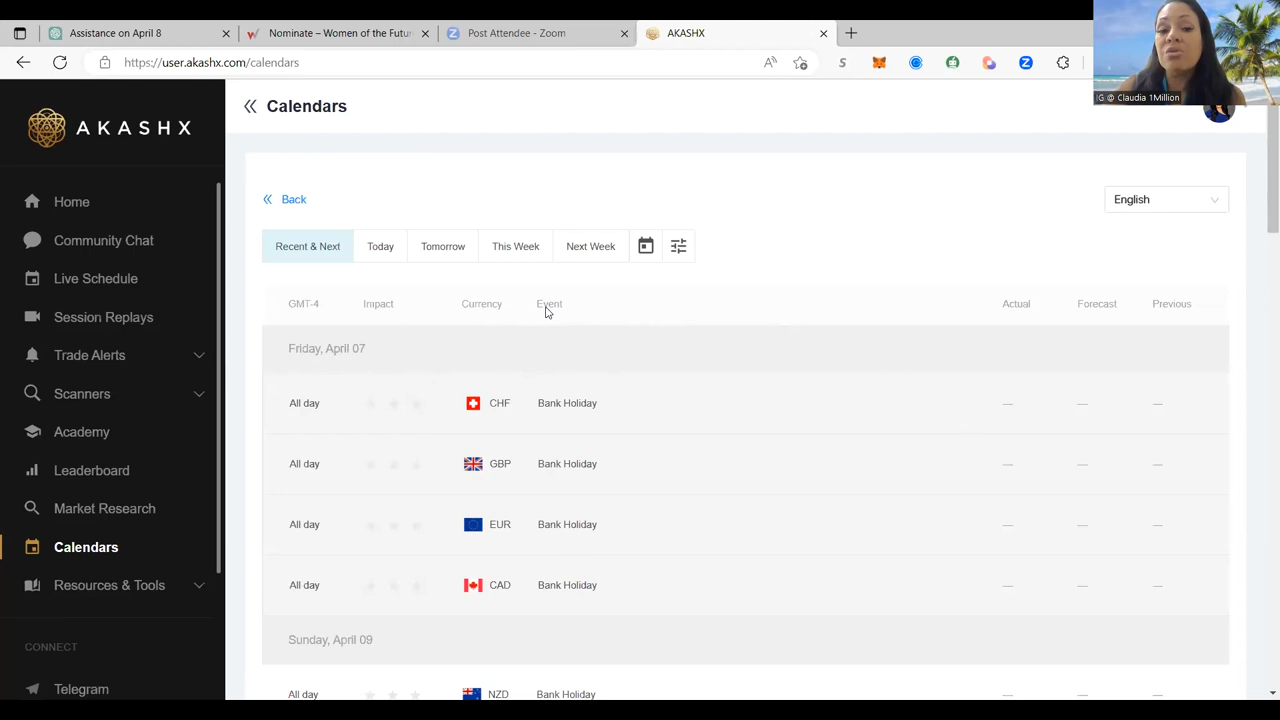 Assistance on April 8
Nominate – Women of the Futur
Post Attendee - Zoom
AKASHX
https://user.akashx.com/calendars
IG @ Claudia 1Million
AKASHX
Calendars
Home
Community Chat
Live Schedule
Session Replays
Trade Alerts
Scanners
Academy
Leaderboard
Market Research
Calendars
Resources & Tools
CONNECT
Telegram
Back
English
Recent & Next Today Tomorrow This Week Next Week
GMT-4 Impact Currency Event Actual Forecast Previous
Friday, April 07
All day CHF Bank Holiday — — —
All day GBP Bank Holiday — — —
All day EUR Bank Holiday — — —
All day CAD Bank Holiday — — —
Sunday, April 09
All day NZD Bank Holiday